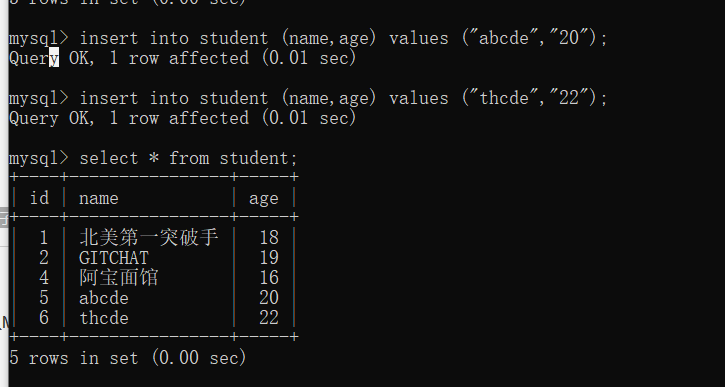 5 rows in set (0.00 sec)
mysql> insert into student (name,age) values ("abcde","20");
Query OK, 1 row affected (0.01 sec)
mysql> insert into student (name,age) values ("thcde","22");
Query OK, 1 row affected (0.01 sec)
mysql> select * from student;
+----+----------------+-----+
| id | name | age |
+----+----------------+-----+
| 1 | 北美第一突破手 | 18 |
| 2 | GITCHAT | 19 |
| 4 | 阿宝面馆 | 16 |
| 5 | abcde | 20 |
| 6 | thcde | 22 |
+----+----------------+-----+
5 rows in set (0.00 sec)